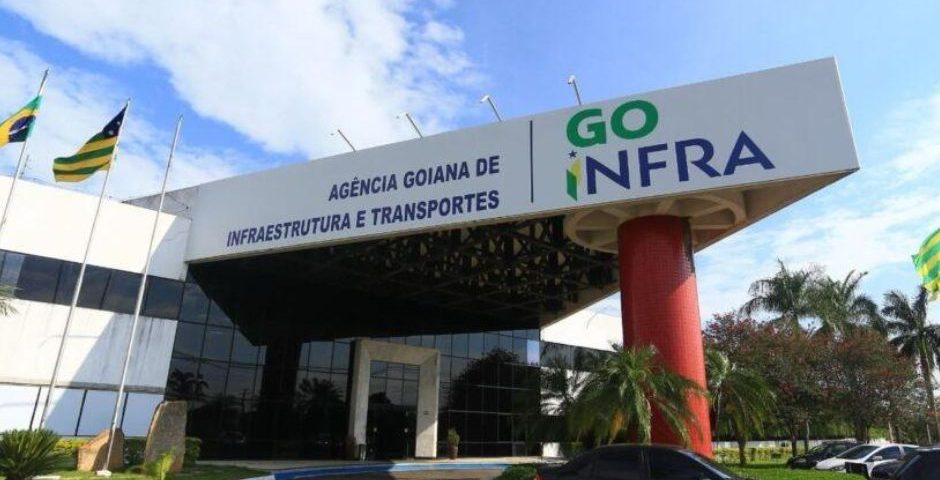 AGÊNCIA GOIANA DE
INFRAESTRUTURA E TRANSPORTES
GO
INFRA